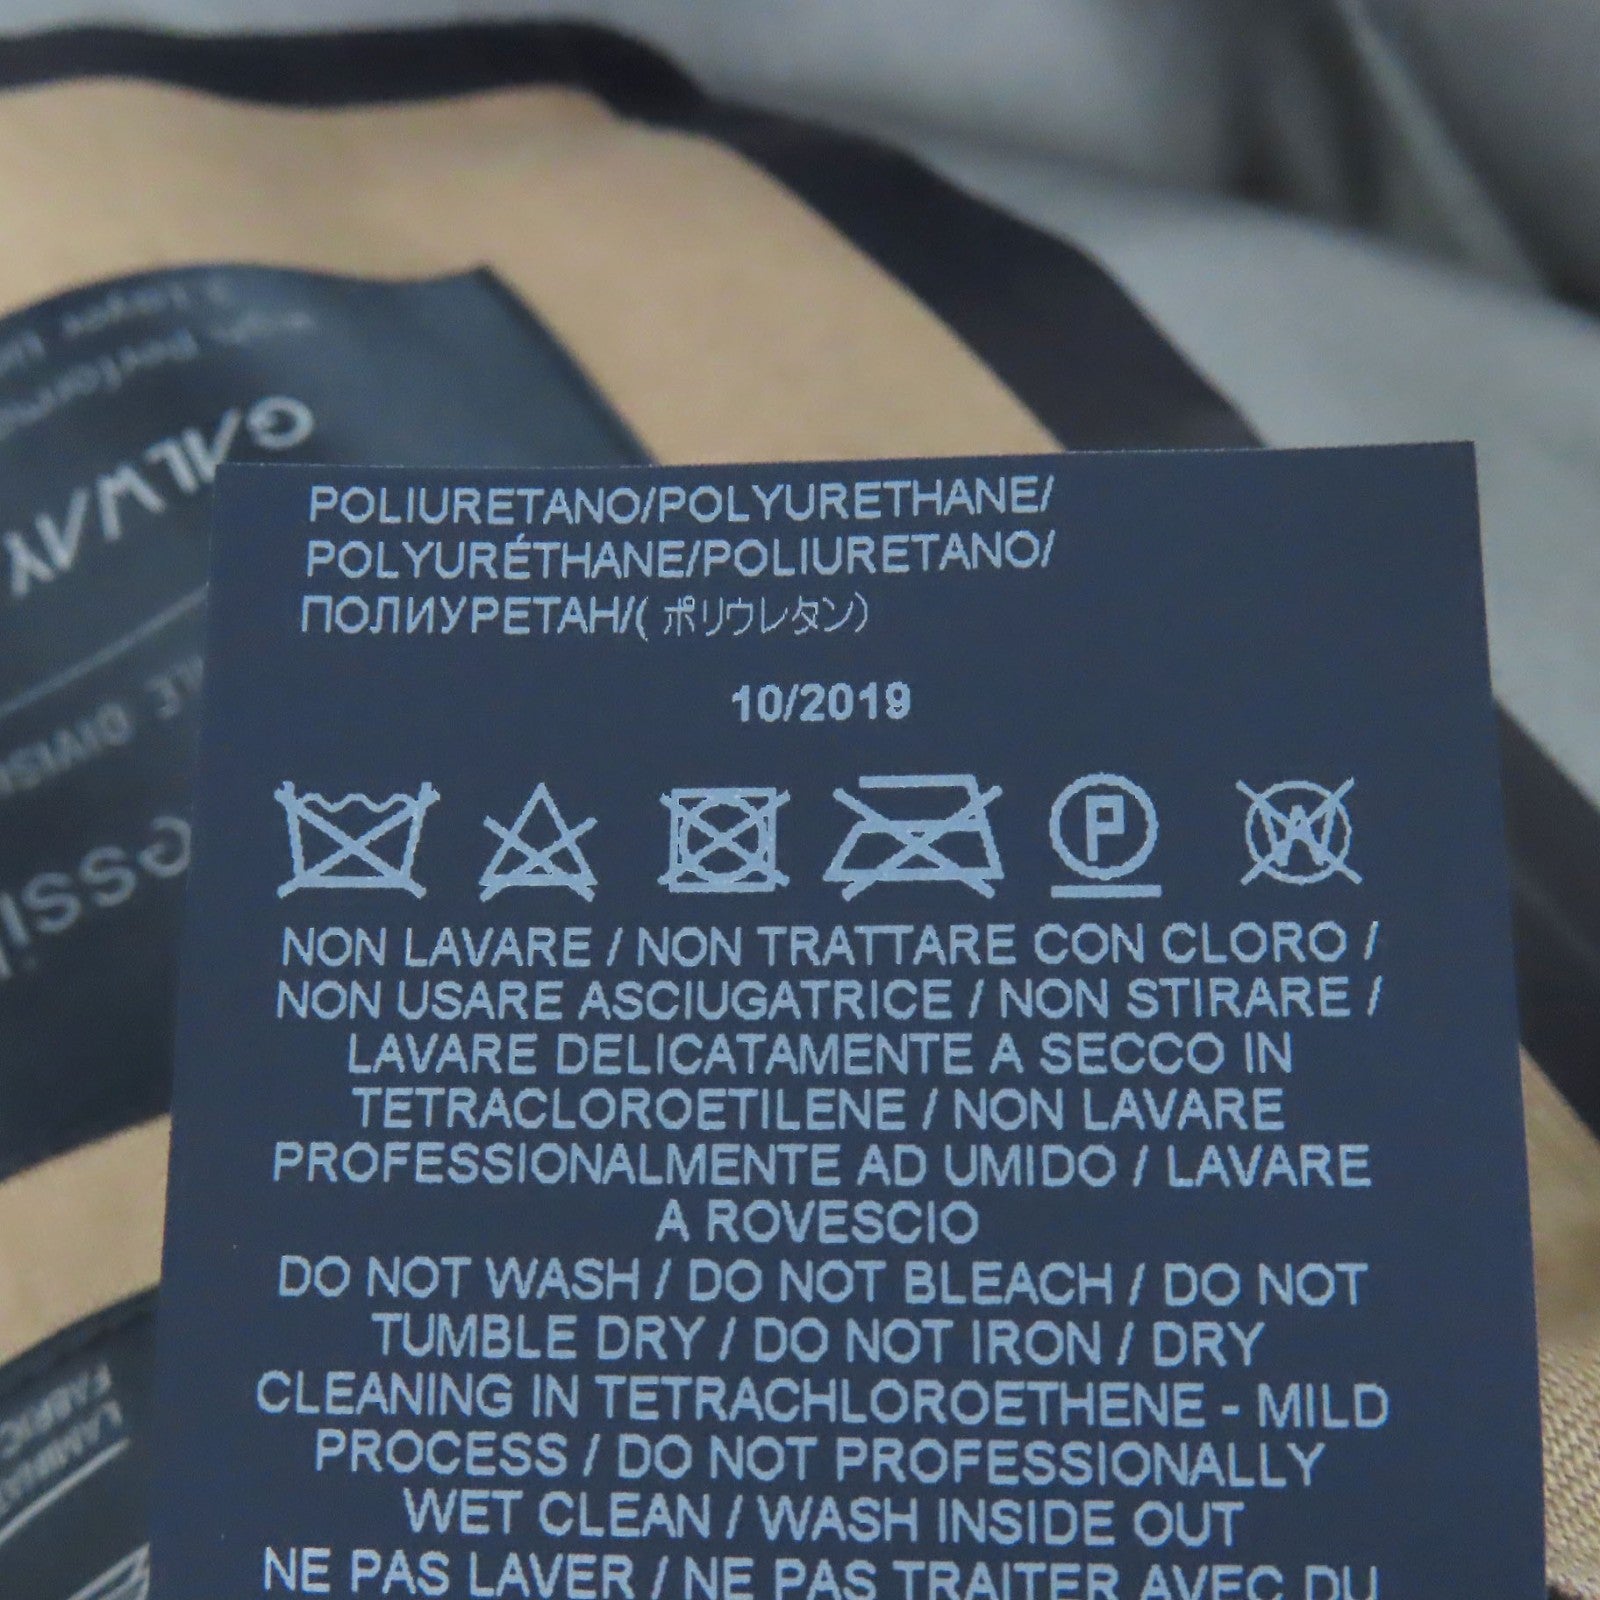 POLIURETANO/POLYURETHANE/
POLYURÉTHANE/POLIURETANO/
ПОЛИУРЕТАН/( ポリウレタン)
10/2019
P
W
NON LAVARE / NON TRATTARE CON CLORO /
NON USARE ASCIUGATRICE / NON STIRARE /
LAVARE DELICATAMENTE A SECCO IN
TETRACLOROETILENE / NON LAVARE
PROFESSIONALMENTE AD UMIDO / LAVARE
A ROVESCIO
DO NOT WASH / DO NOT BLEACH / DO NOT
TUMBLE DRY / DO NOT IRON / DRY
CLEANING IN TETRACHLOROETHENE - MILD
PROCESS / DO NOT PROFESSIONALLY
WET CLEAN / WASH INSIDE OUT
NE PAS LAVER / NE PAS TRAITER AVEC DU
GALWAY
FABRIC